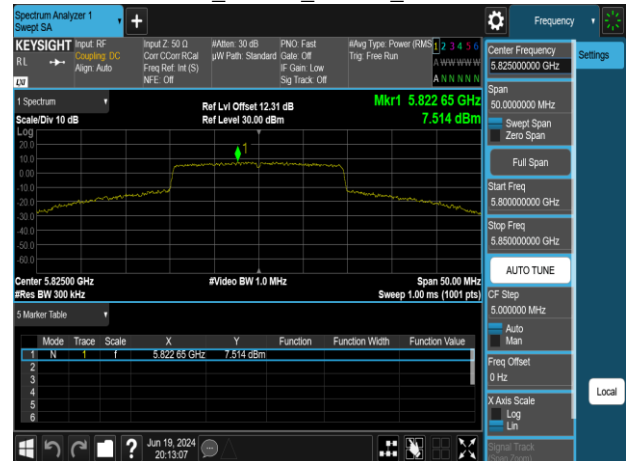 Spectrum Analyzer 1
Swept SA
Frequency
KEYSIGHT
Input: RF
Input Z: 50 Ω
#Atten: 30 dB
PNO: Fast
#Avg Type: Power (RMS
1 2 3 4 5 6
RL
Coupling: DC
Corr CCorr RCal
µW Path: Standard
Gate: Off
Trig: Free Run
A W W W W W
Align: Auto
Freq Ref: Int (S)
IF Gain: Low
NFE: Off
Sig Track: Off
A N N N N N
LXI
1 Spectrum
Scale/Div 10 dB
Ref Lvl Offset 12.31 dB
Ref Level 30.00 dBm
Mkr1 5.822 65 GHz
7.514 dBm
Log
20.0
10.0
0.00
-10.0
-20.0
-30.0
-40.0
-50.0
-60.0
1
Center 5.82500 GHz
#Video BW 1.0 MHz
Span 50.00 MHz
#Res BW 300 kHz
Sweep 1.00 ms (1001 pts)
5 Marker Table
Mode Trace Scale X Y Function Function Width Function Value
1 N 1 f 5.822 65 GHz 7.514 dBm
2
3
4
5
6
Jun 19, 2024
20:13:07
Center Frequency
5.82500000 GHz
Settings
Span
50.0000000 MHz
Swept Span
Zero Span
Full Span
Start Freq
5.800000000 GHz
Stop Freq
5.850000000 GHz
AUTO TUNE
CF Step
5.000000 MHz
Auto
Man
Freq Offset
0 Hz
X Axis Scale
Log
Lin
Local
Signal Track
(Span Zoom)